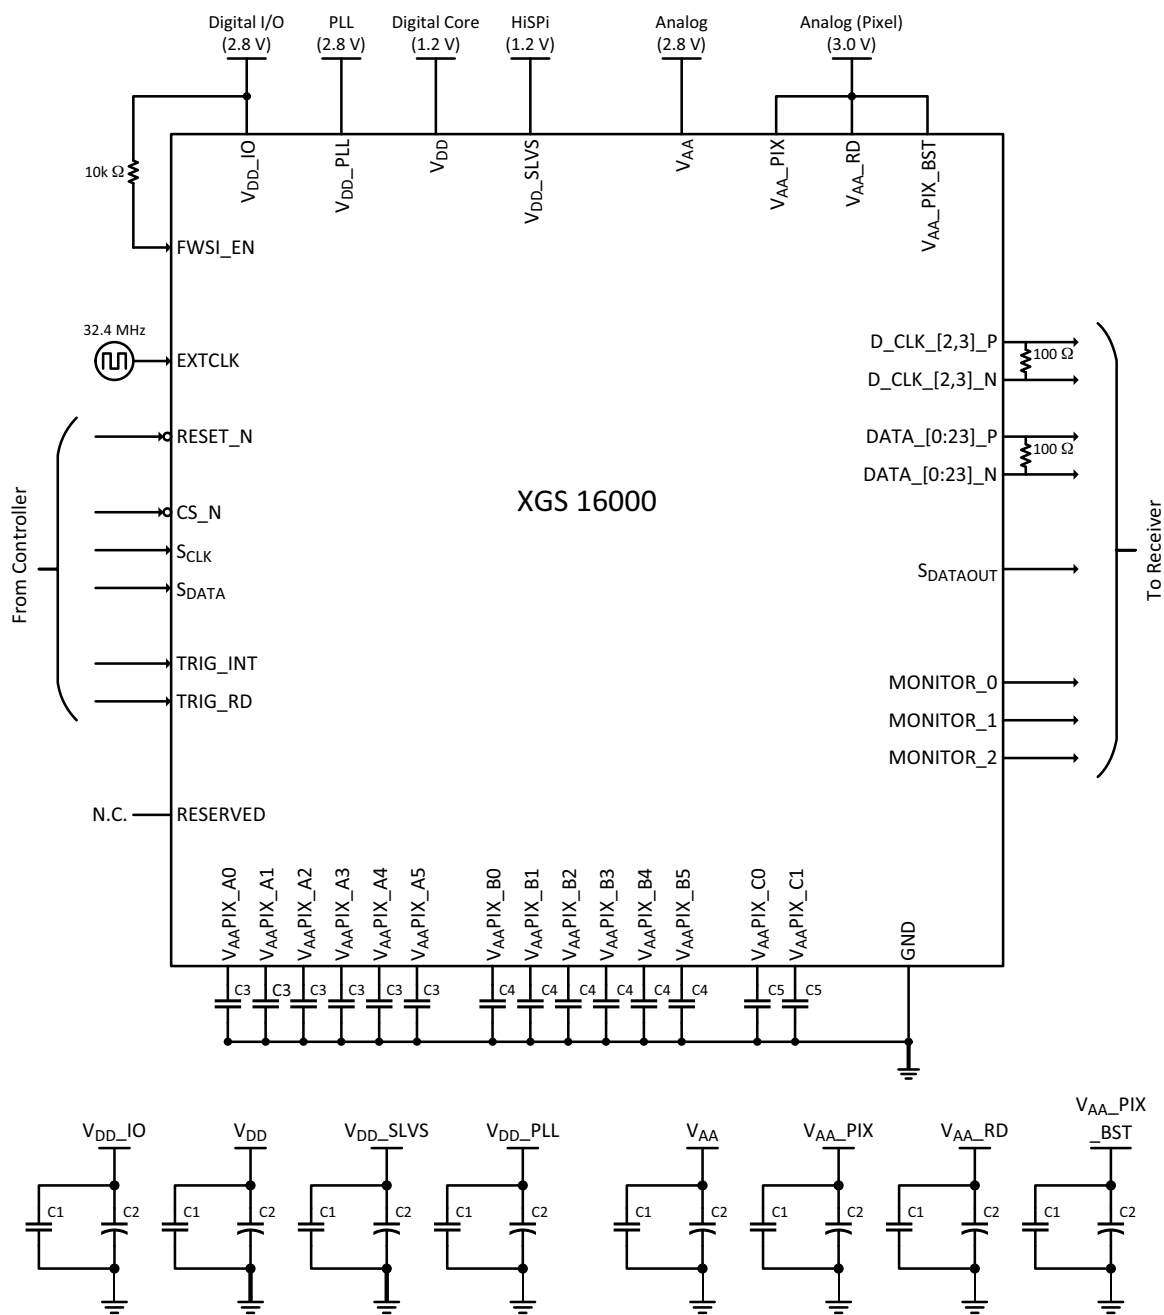 Digital I/O
(2.8 V)
PLL
(2.8 V)
Digital Core
(1.2 V)
HiSPi
(1.2 V)
Analog
(2.8 V)
Analog (Pixel)
(3.0 V)
10k Ω
VDD_IO
VDD_PLL
VDD
VDD_SLVS
VAA
VAA_PIX
VAA_RD
VAA_PIX_BST
FWSI_EN
32.4 MHz
EXTCLK
From Controller
RESET_N
CS_N
SCLK
SDATA
TRIG_INT
TRIG_RD
N.C.
RESERVED
XGS 16000
D_CLK_[2,3]_P
100 Ω
D_CLK_[2,3]_N
DATA_[0:23]_P
100 Ω
DATA_[0:23]_N
SDATAOUT
MONITOR_0
MONITOR_1
MONITOR_2
To Receiver
VAAPIX_A0
VAAPIX_A1
VAAPIX_A2
VAAPIX_A3
VAAPIX_A4
VAAPIX_A5
VAAPIX_B0
VAAPIX_B1
VAAPIX_B2
VAAPIX_B3
VAAPIX_B4
VAAPIX_B5
VAAPIX_C0
VAAPIX_C1
GND
C3
C3
C3
C3
C3
C3
C4
C4
C4
C4
C4
C4
C5
C5
VDD_IO
C1
C2
VDD
C1
C2
VDD_SLVS
C1
C2
VDD_PLL
C1
C2
VAA
C1
C2
VAA_PIX
C1
C2
VAA_RD
C1
C2
VAA_PIX
_BST
C1
C2